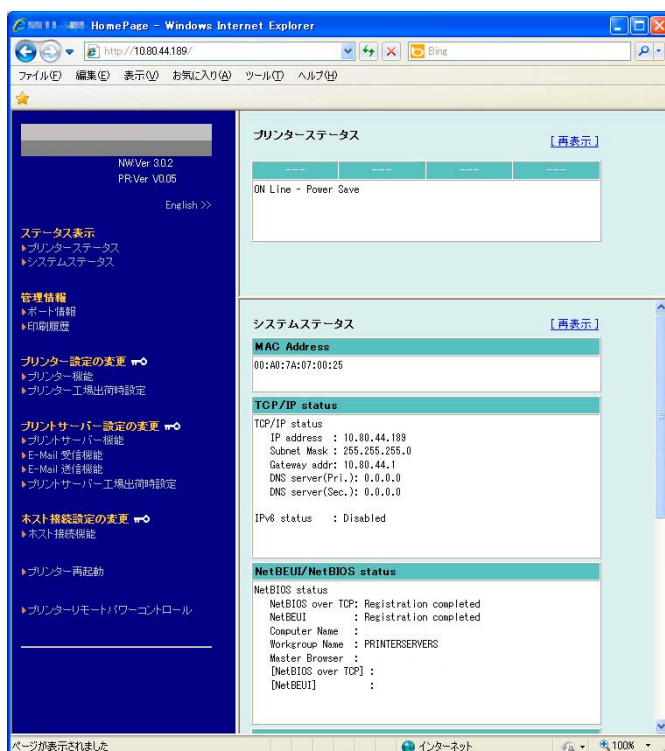 HomePage - Windows Internet Explorer
http://10.80.44.189/
Bing
ファイル(F) 編集(E) 表示(V) お気に入り(A) ツール(T) ヘルプ(H)
NW:Ver 3.0.2
PR:Ver V0.05
English >>
ステータス表示
プリンターステータス
システムステータス
管理情報
ポート情報
印刷履歴
プリンター設定の変更
プリンター機能
プリンター工場出荷時設定
プリントサーバー設定の変更
プリントサーバー機能
E-Mail 受信機能
E-Mail 送信機能
プリントサーバー工場出荷時設定
ホスト接続設定の変更
ホスト接続機能
プリンター再起動
プリンターリモートパワーコントロール
プリンターステータス
[再表示]
--- --- --- ---
ON Line - Power Save
システムステータス
[再表示]
MAC Address
00:A0:7A:07:00:25
TCP/IP status
TCP/IP status
IP address : 10.80.44.189
Subnet Mask : 255.255.255.0
Gateway addr: 10.80.44.1
DNS server(Pri.): 0.0.0.0
DNS server(Sec.): 0.0.0.0
IPv6 status : Disabled
NetBEUI/NetBIOS status
NetBIOS status
NetBIOS over TCP: Registration completed
NetBEUI : Registration completed
Computer Name :
Workgroup Name : PRINTERSERVERS
Master Browser :
[NetBIOS over TCP] :
[NetBEUI] :
ページが表示されました
インターネット
100%